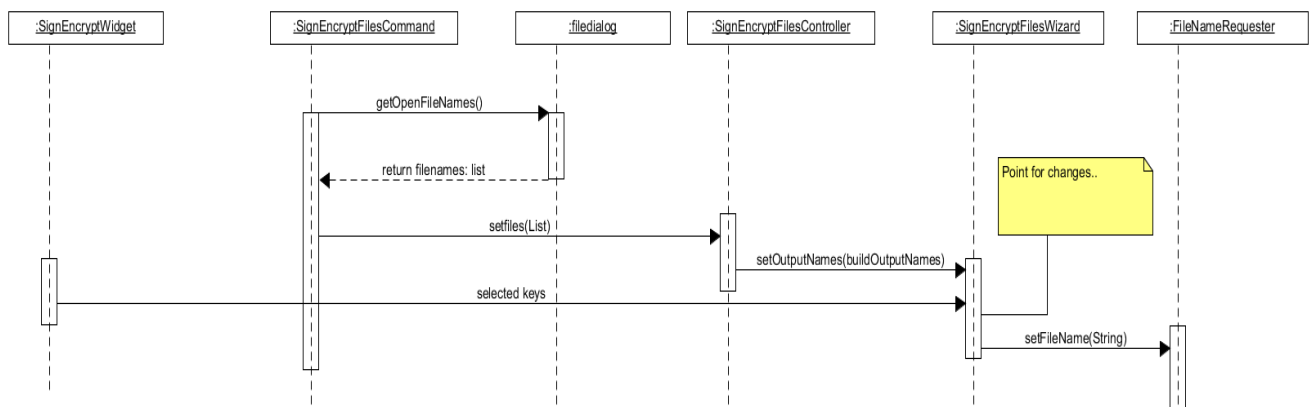 :SignEncryptWidget
:SignEncryptFilesCommand
:filedialog
:SignEncryptFilesController
:SignEncryptFilesWizard
:FileNameRequester
getOpenFileNames()
return filenames: list
Point for changes..
setfiles(List)
setOutputNames(buildOutputNames)
selected keys
setFileName(String)